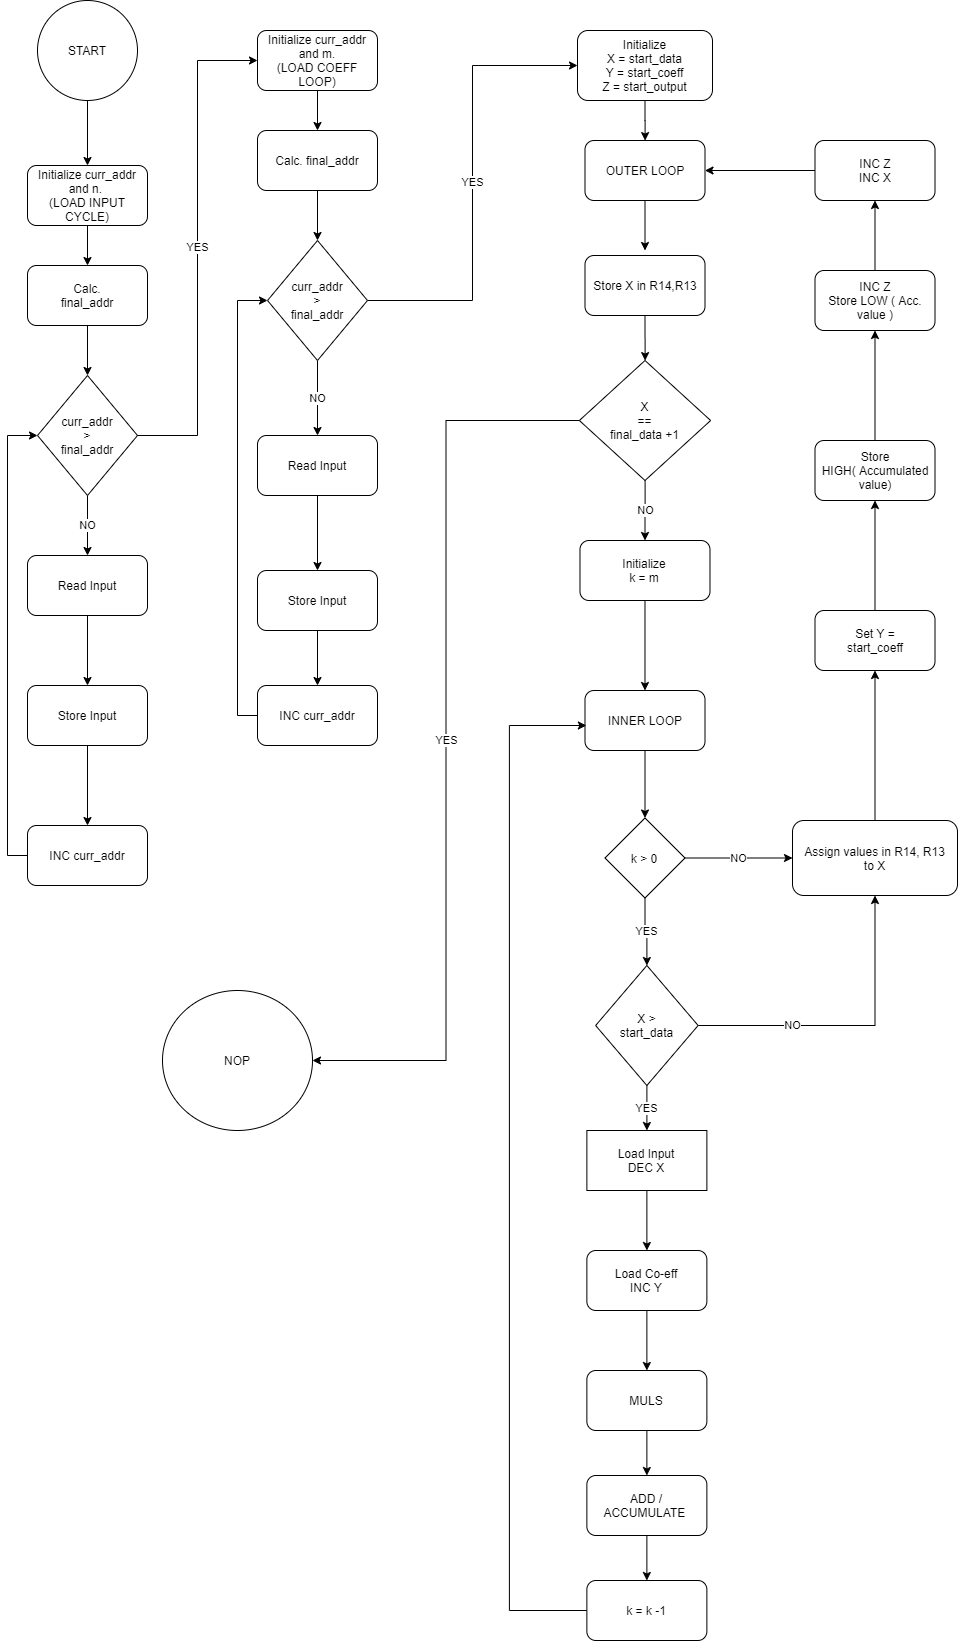 START
Initialize curr_addr
and n.
(LOAD INPUT
CYCLE)
Calc.
final_addr
curr_addr
>
final_addr
YES
NO
Read Input
Store Input
INC curr_addr
Initialize curr_addr
and m.
(LOAD COEFF
LOOP)
Calc. final_addr
curr_addr
>
final_addr
YES
NO
Read Input
Store Input
INC curr_addr
Initialize
X = start_data
Y = start_coeff
Z = start_output
OUTER LOOP
Store X in R14,R13
X
==
final_data +1
YES
NOP
NO
Initialize
k = m
INNER LOOP
k > 0
NO
YES
X >
start_data
NO
YES
Load Input
DEC X
Load Co-eff
INC Y
MULS
ADD /
ACCUMULATE
k = k -1
Assign values in R14, R13
to X
Set Y =
start_coeff
Store
HIGH( Accumulated
value)
INC Z
Store LOW ( Acc.
value )
INC Z
INC X